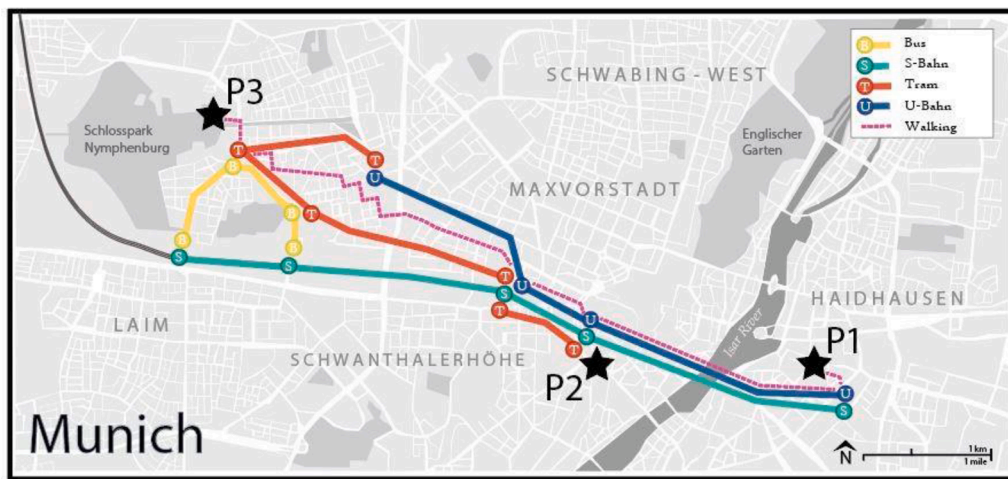 Bus
S-Bahn
Tram
U-Bahn
Walking
B
S
T
U
SCHWABING - WEST
P3
Schlosspark
Nymphenburg
Englischer
Garten
T
T
B
U
MAXVORSTADT
B
T
B
B
S
S
T
U
S
HAIDHAUSEN
LAIM
T
U
Isar River
S
P1
SCHWANTHALERHÖHE
T
P2
U
S
Munich
N
1 km
1 mile